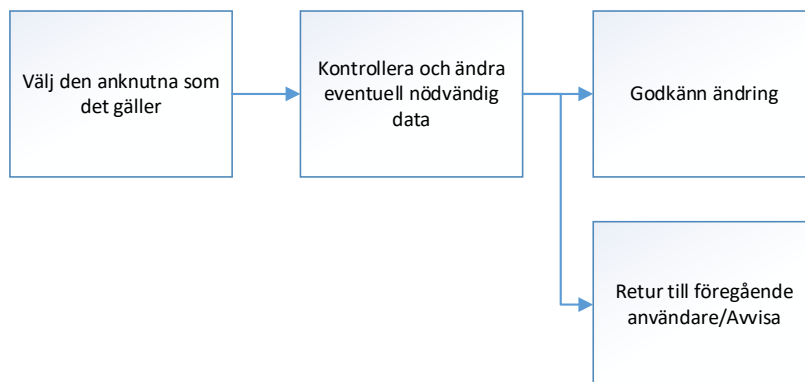 Välj den anknutna som
det gäller
Kontrollera och ändra
eventuell nödvändig
data
Godkänn ändring
Retur till föregående
användare/Avvisa